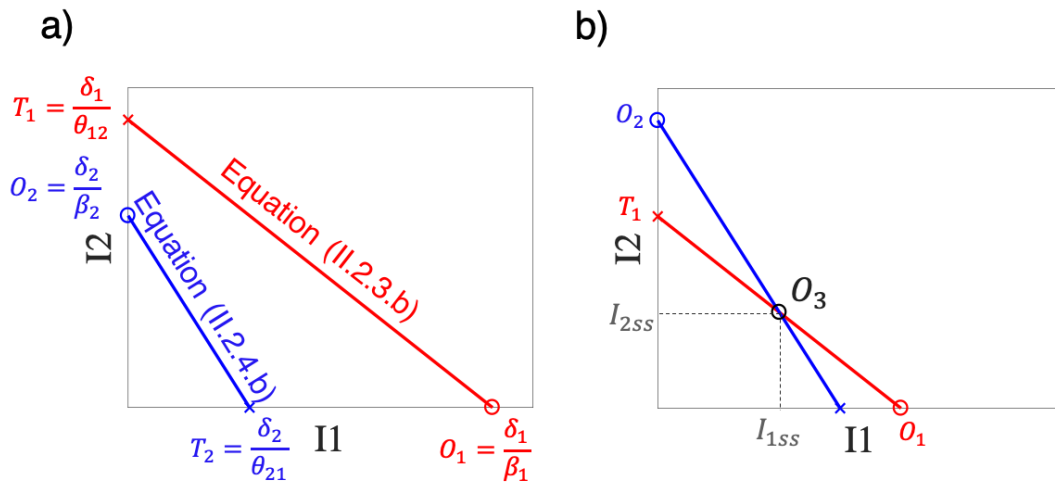 a)
T₁ = δ₁/θ₁₂
O₂ = δ₂/β₂
I2
Equation (II.2.3.b)
Equation (II.2.4.b)
T₂ = δ₂/θ₂₁
I1
O₁ = δ₁/β₁
b)
O₂
T₁
I2
O₃
I₂ss
I₁ss
I1
O₁